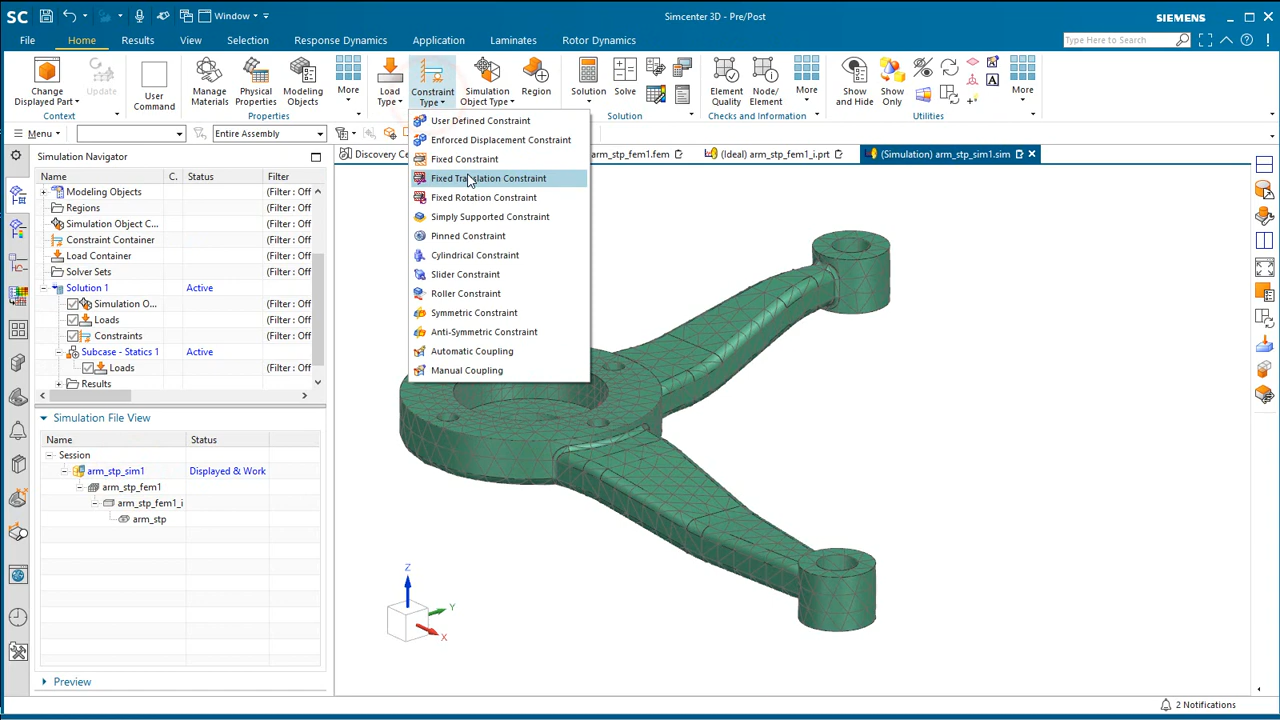 SC
Window
Simcenter 3D - Pre/Post
SIEMENS
File
Home
Results
View
Selection
Response Dynamics
Application
Laminates
Rotor Dynamics
Type Here to Search
Change Displayed Part
Update
User Command
Manage Materials
Physical Properties
Modeling Objects
More
Load Type
Constraint Type
Simulation Object Type
Region
Solution
Solve
Element Quality
Node/Element
More
Show and Hide
Show Only
More
Context
Properties
Solution
Checks and Information
Utilities
Menu
Entire Assembly
User Defined Constraint
Enforced Displacement Constraint
Fixed Constraint
Fixed Translation Constraint
Fixed Rotation Constraint
Simply Supported Constraint
Pinned Constraint
Cylindrical Constraint
Slider Constraint
Roller Constraint
Symmetric Constraint
Anti-Symmetric Constraint
Automatic Coupling
Manual Coupling
Discovery Ce
arm_stp_fem1.fem
(Ideal) arm_stp_fem1_i.prt
(Simulation) arm_stp_sim1.sim
Simulation Navigator
Name C. Status Filter
Modeling Objects (Filter : Off
Regions (Filter : Off
Simulation Object C... (Filter : Off
Constraint Container (Filter : Off
Load Container (Filter : Off
Solver Sets (Filter : Off
Solution 1 Active (Filter : Off
Simulation O... (Filter : Off
Loads (Filter : Off
Constraints (Filter : Off
Subcase - Statics 1 Active (Filter : Off
Loads (Filter : Off
Results (Filter : Off
Simulation File View
Name Status
Session
arm_stp_sim1 Displayed & Work
arm_stp_fem1
arm_stp_fem1_i
arm_stp
Preview
Z
Y
X
2 Notifications